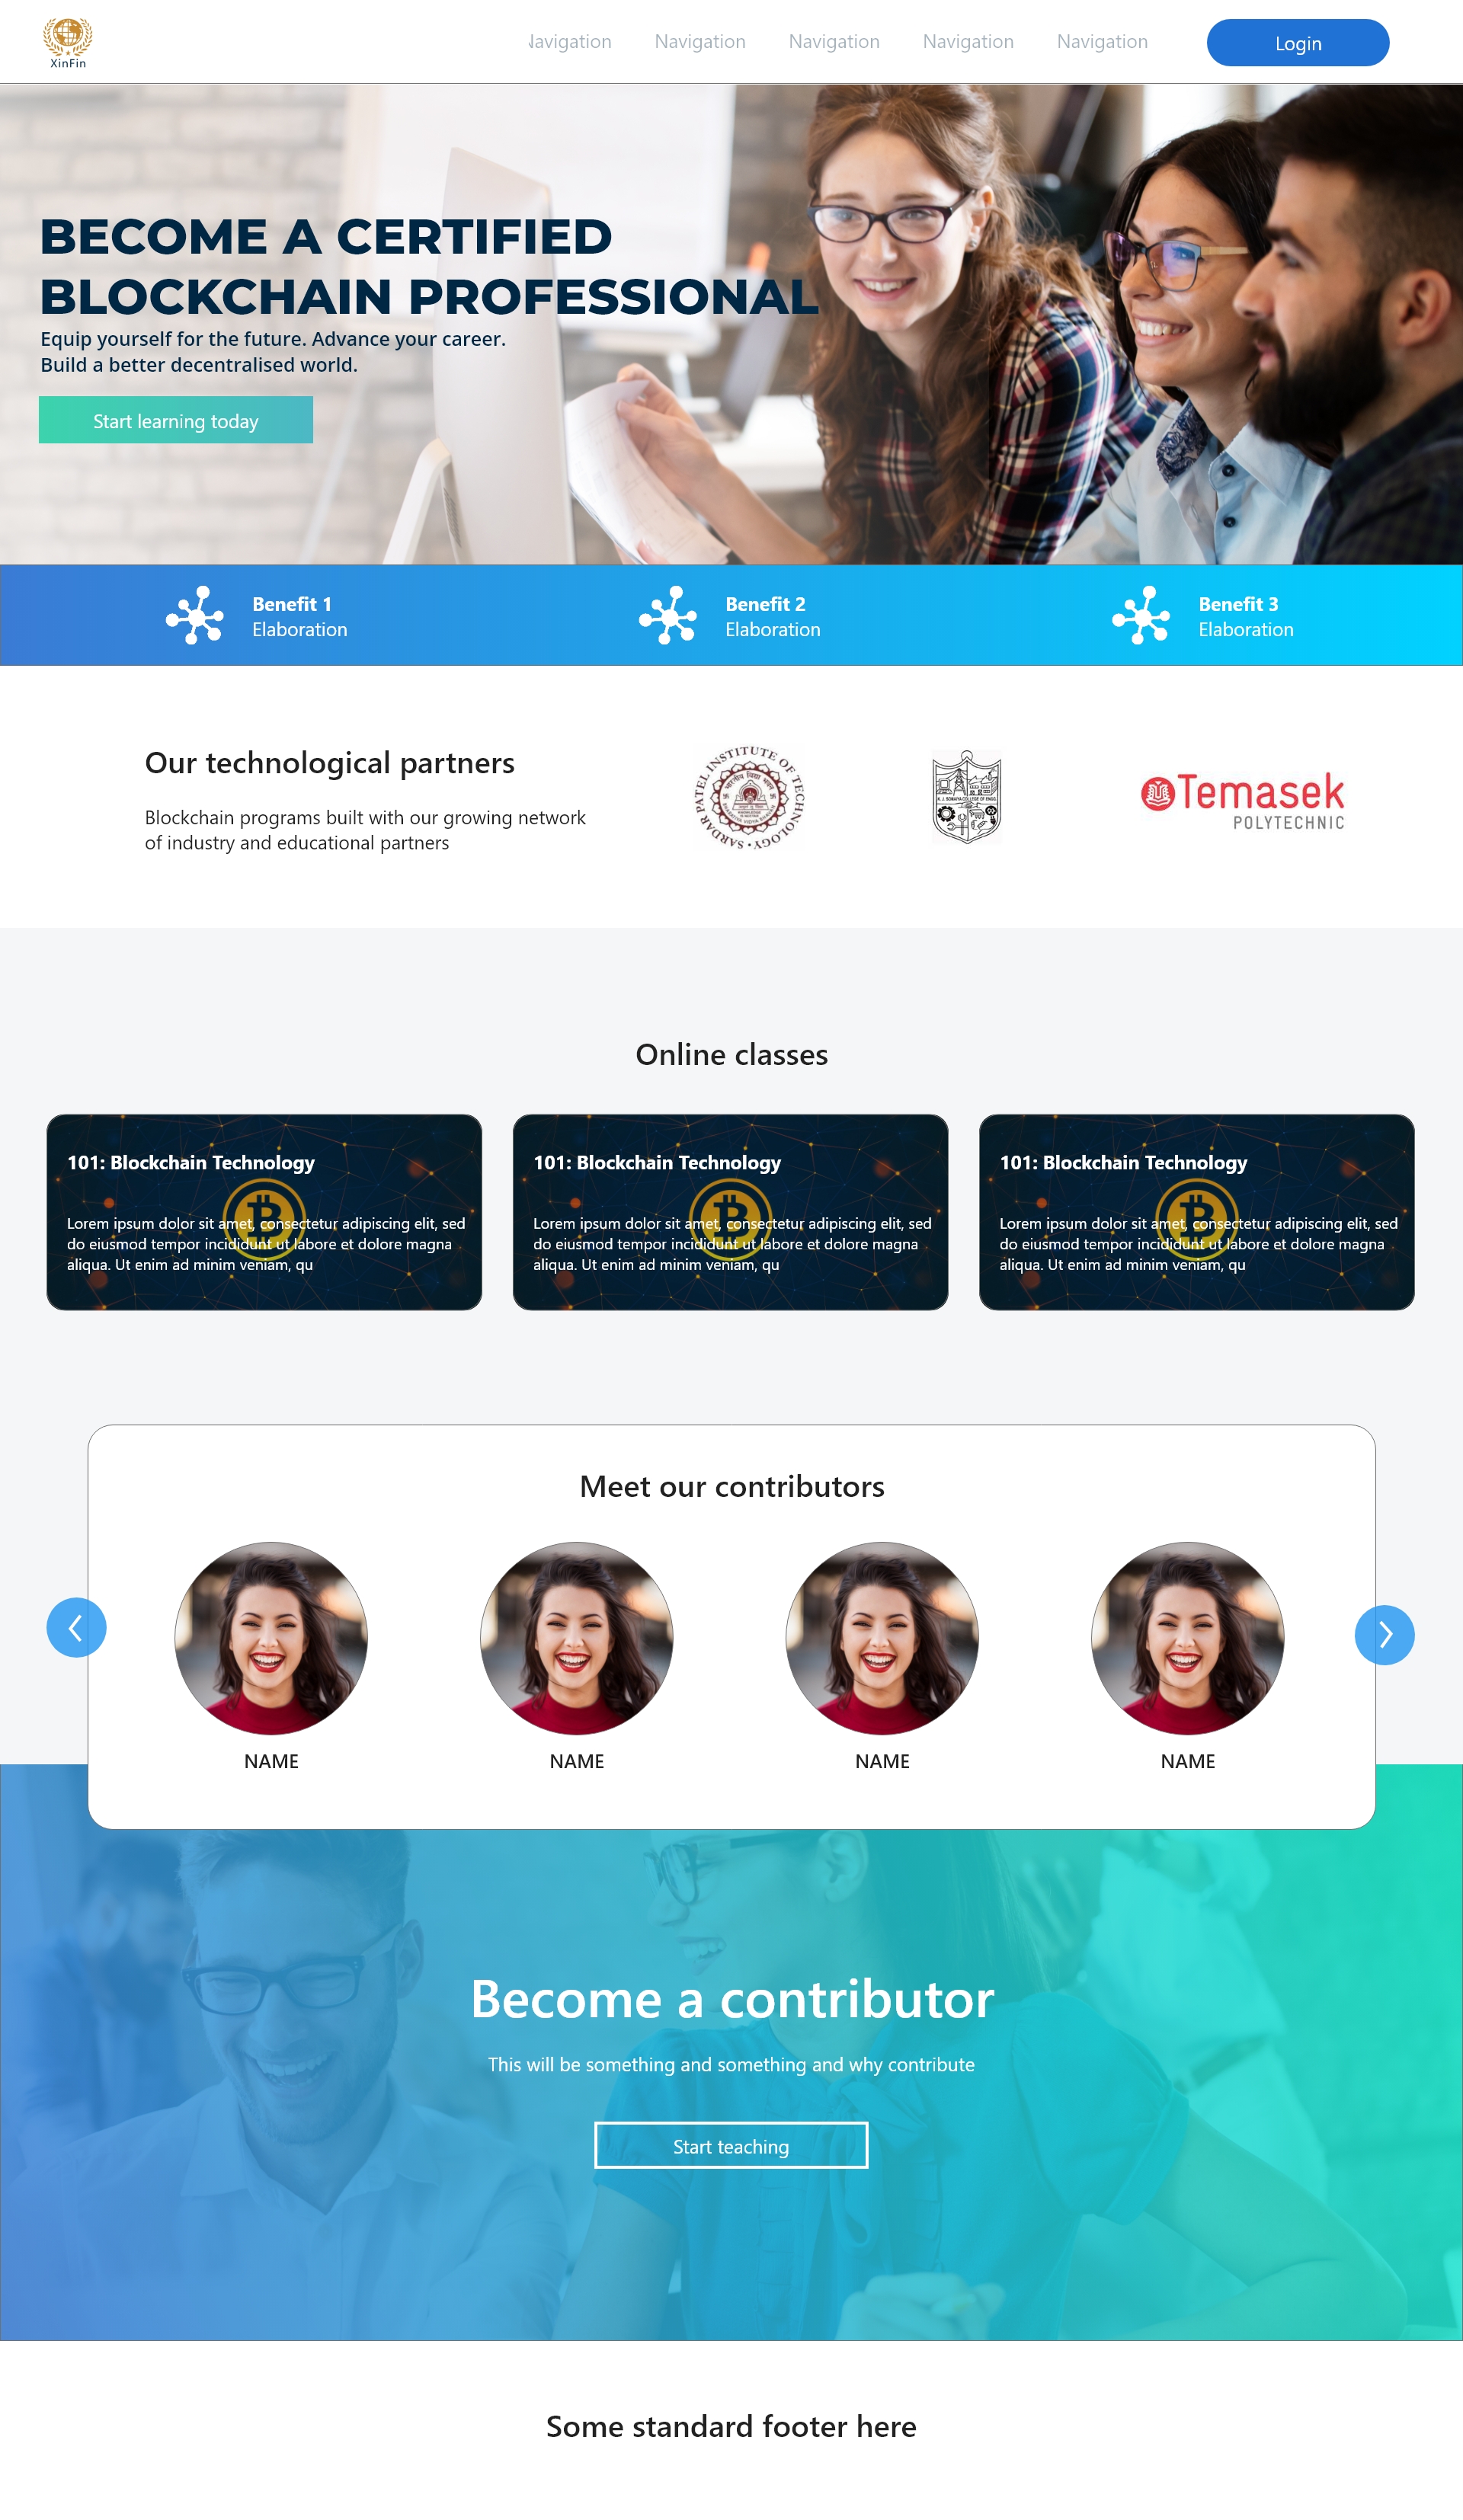 XinFin
Navigation
Navigation
Navigation
Navigation
Navigation
Login
BECOME A CERTIFIED
BLOCKCHAIN PROFESSIONAL
Equip yourself for the future. Advance your career.
Build a better decentralised world.
Start learning today
Benefit 1
Elaboration
Benefit 2
Elaboration
Benefit 3
Elaboration
Our technological partners
Blockchain programs built with our growing network
of industry and educational partners
SARDAR PATEL INSTITUTE OF TECHNOLOGY
K. J. SOMAIYA COLLEGE OF ENGG.
Temasek
POLYTECHNIC
Online classes
101: Blockchain Technology
Lorem ipsum dolor sit amet, consectetur adipiscing elit, sed
do eiusmod tempor incididunt ut labore et dolore magna
aliqua. Ut enim ad minim veniam, qu
101: Blockchain Technology
Lorem ipsum dolor sit amet, consectetur adipiscing elit, sed
do eiusmod tempor incididunt ut labore et dolore magna
aliqua. Ut enim ad minim veniam, qu
101: Blockchain Technology
Lorem ipsum dolor sit amet, consectetur adipiscing elit, sed
do eiusmod tempor incididunt ut labore et dolore magna
aliqua. Ut enim ad minim veniam, qu
Meet our contributors
NAME
NAME
NAME
NAME
Become a contributor
This will be something and something and why contribute
Start teaching
Some standard footer here